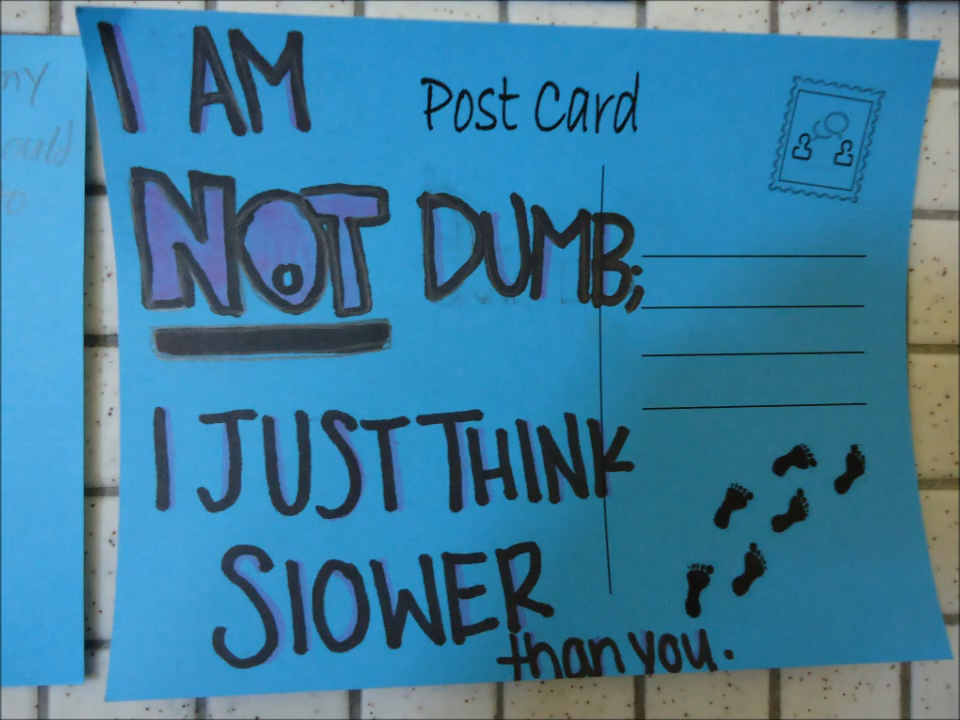 I AM
Post Card
NOT DUMB;
I JUST THINK
SlOWER
than you.